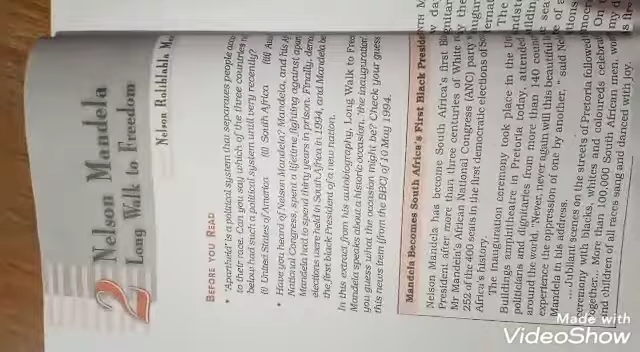 2 Nelson Mandela
Long Walk to Freedom
Nelson Rolihlahla
BEFORE YOU READ
• 'Apartheid' is a political system that separates people
to their race. Can you say which of the three countries
below had such a political system until very recently?
(i) United States of America (ii) South Africa (iii)
• Have you heard of Nelson Mandela? Mandela, and his
National Congress, spent a lifetime fighting against
Mandela had to spend thirty years in prison. Finally,
elections were held in South Africa in 1994, and Mandela
the first black President of a new nation.
In this extract from his autobiography, Long Walk to
Mandela speaks about a historic occasion, 'the inauguration'
you guess what the occasion might be? Check your guess
this news item (from the BBC) of 10 May 1994.
Mandela Becomes South Africa's First Black President
Nelson Mandela has become South Africa's first
President after more than three centuries of White
Mr Mandela's African National Congress (ANC) party
252 of the 400 seats in the first democratic elections of
Africa's history.
The inauguration ceremony took place in the
Buildings amphitheatre in Pretoria today, attended
politicians and dignitaries from more than 140
around the world. "Never, never again will this beautiful
experience the oppression of one by another," said
Mandela in his address.
...Jubilant scenes on the streets of Pretoria followed
ceremony with blacks, whites and coloureds
together... More than 100,000 South African men,
and children of all races sang and danced with joy.
Made with
VideoShow